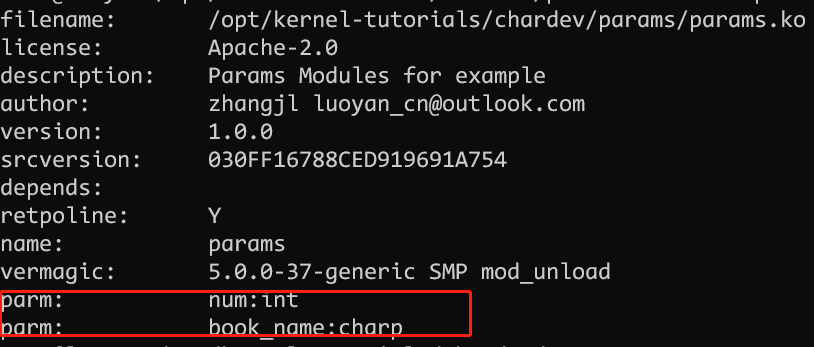 filename: /opt/kernel-tutorials/chardev/params/params.ko
license: Apache-2.0
description: Params Modules for example
author: zhangjl luoyan_cn@outlook.com
version: 1.0.0
srcversion: 030FF16788CED919691A754
depends:
retpoline: Y
name: params
vermagic: 5.0.0-37-generic SMP mod_unload
parm: num:int
parm: book_name:charp